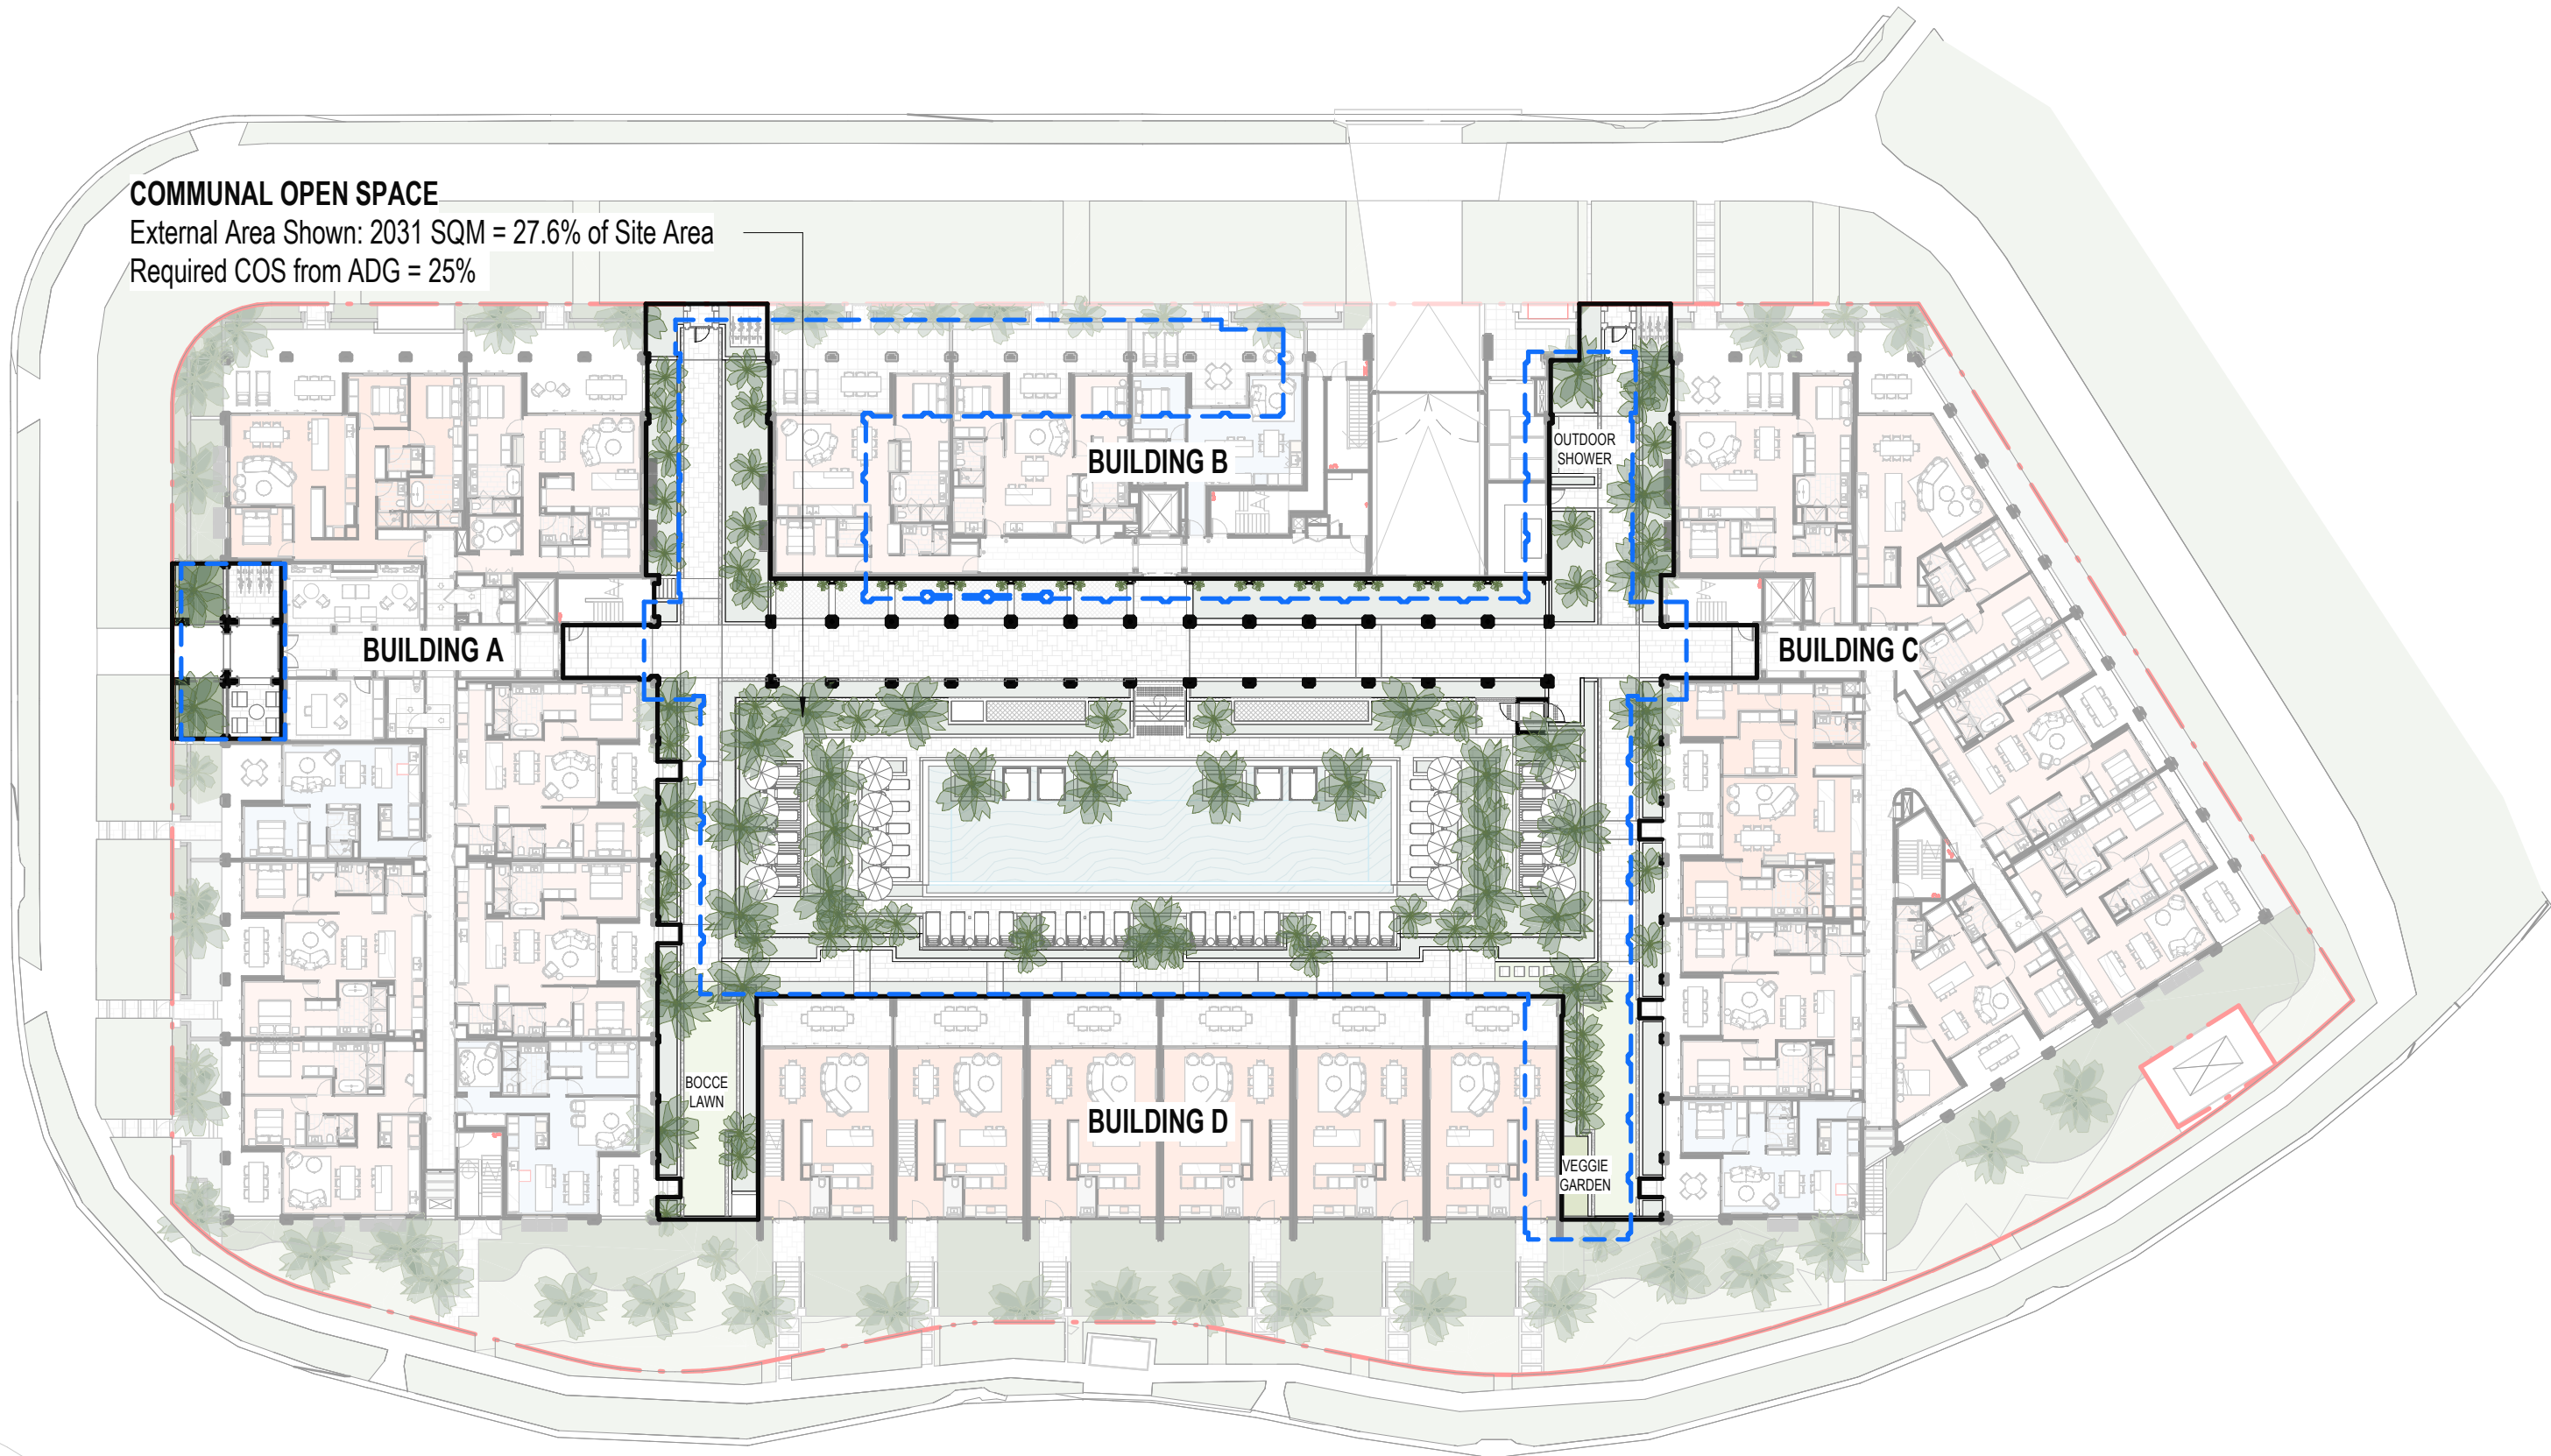 COMMUNAL OPEN SPACE
External Area Shown: 2031 SQM = 27.6% of Site Area
Required COS from ADG = 25%
BUILDING B
OUTDOOR
SHOWER
BUILDING A
BUILDING C
BOCCE
LAWN
BUILDING D
VEGGIE
GARDEN